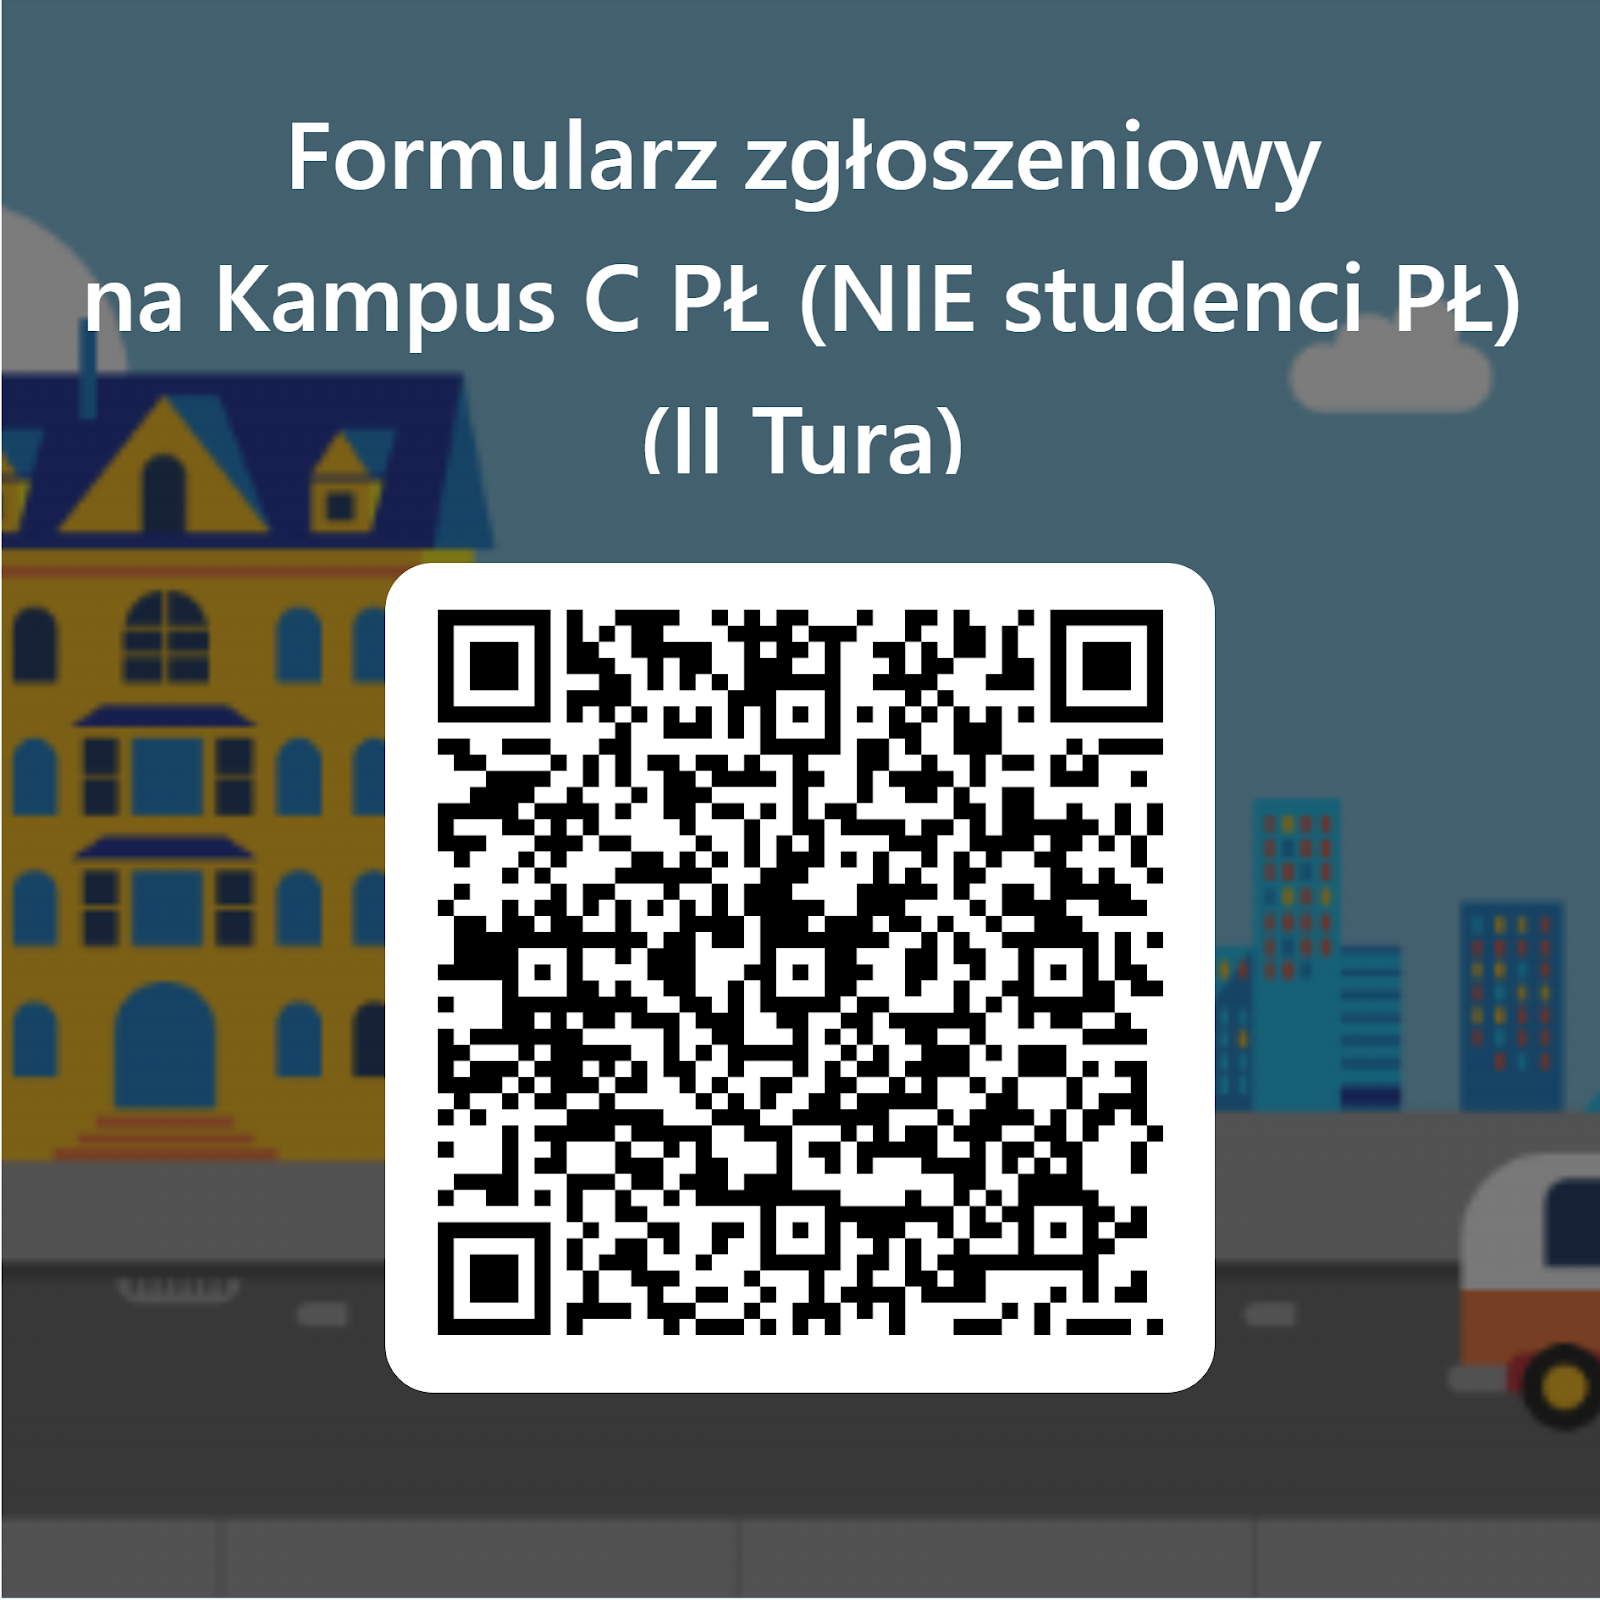 Formularz zgłoszeniowy
na Kampus C PŁ (NIE studenci PŁ)
(II Tura)